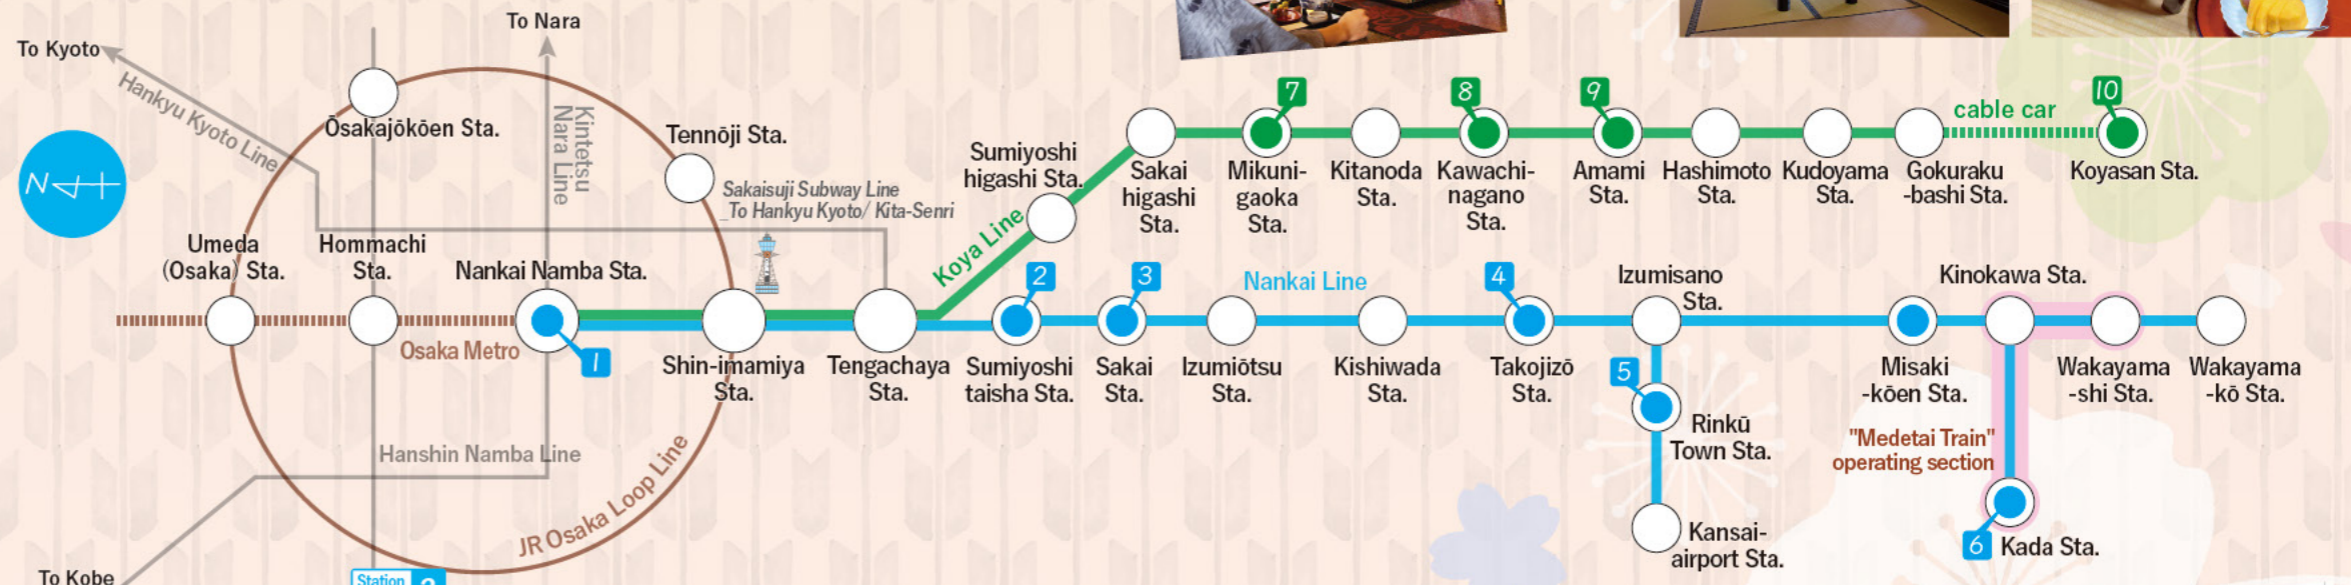 To Nara
To Kyoto
Hankyu Kyoto Line
Kintetsu
Nara Line
Ōsakajōkōen Sta.
Tennōji Sta.
Sakaisuji Subway Line
_To Hankyu Kyoto/ Kita-Senri
N
Umeda
(Osaka) Sta.
Hommachi
Sta.
Nankai Namba Sta.
Osaka Metro
1
Shin-imamiya
Sta.
Tengachaya
Sta.
Hanshin Namba Line
JR Osaka Loop Line
To Kobe
Station
Koya Line
Sumiyoshi
higashi Sta.
Sakai
higashi
Sta.
7
Mikuni-
gaoka
Sta.
Kitanoda
Sta.
8
Kawachi-
nagano
Sta.
9
Amami
Sta.
Hashimoto
Sta.
Kudoyama
Sta.
Gokuraku
-bashi Sta.
cable car
10
Koyasan Sta.
2
Sumiyoshi
taisha Sta.
3
Sakai
Sta.
Nankai Line
Izumiōtsu
Sta.
Kishiwada
Sta.
4
Takojizō
Sta.
Izumisano
Sta.
5
Rinkū
Town Sta.
Kansai-
airport Sta.
Misaki
-kōen Sta.
Kinokawa Sta.
Wakayama
-shi Sta.
Wakayama
-kō Sta.
"Medetai Train"
operating section
6
Kada Sta.